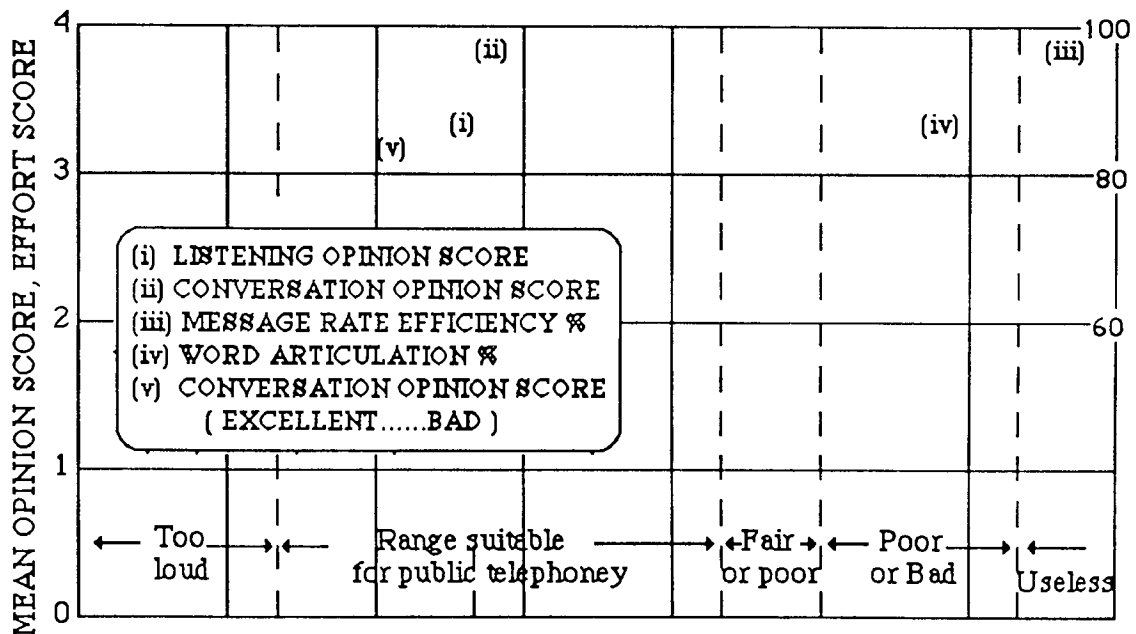 MEAN OPINION SCORE, EFFORT SCORE
4
3
2
1
0
100
80
60
(ii)
(iii)
(i)
(iv)
(v)
(i) LISTENING OPINION SCORE
(ii) CONVERSATION OPINION SCORE
(iii) MESSAGE RATE EFFICIENCY %
(iv) WORD ARTICULATION %
(v) CONVERSATION OPINION SCORE
( EXCELLENT......BAD )
Too
loud
Range suitable
for public telephoney
Fair
or poor
Poor
or Bad
Useless